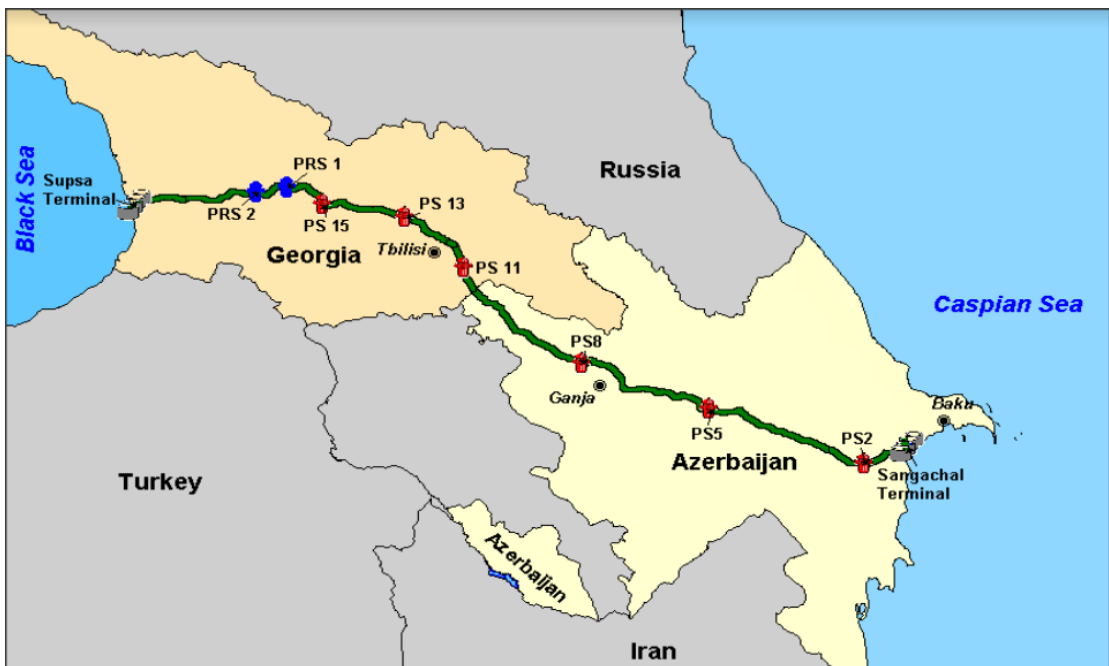 Russia
Black Sea
Supsa
Terminal
PRS 1
PRS 2
PS 15
PS 13
Georgia
Tbilisi
PS 11
Caspian Sea
PS8
Ganja
PS5
Baku
PS2
Azerbaijan
Sangachal
Terminal
Turkey
Azerbaijan
Iran